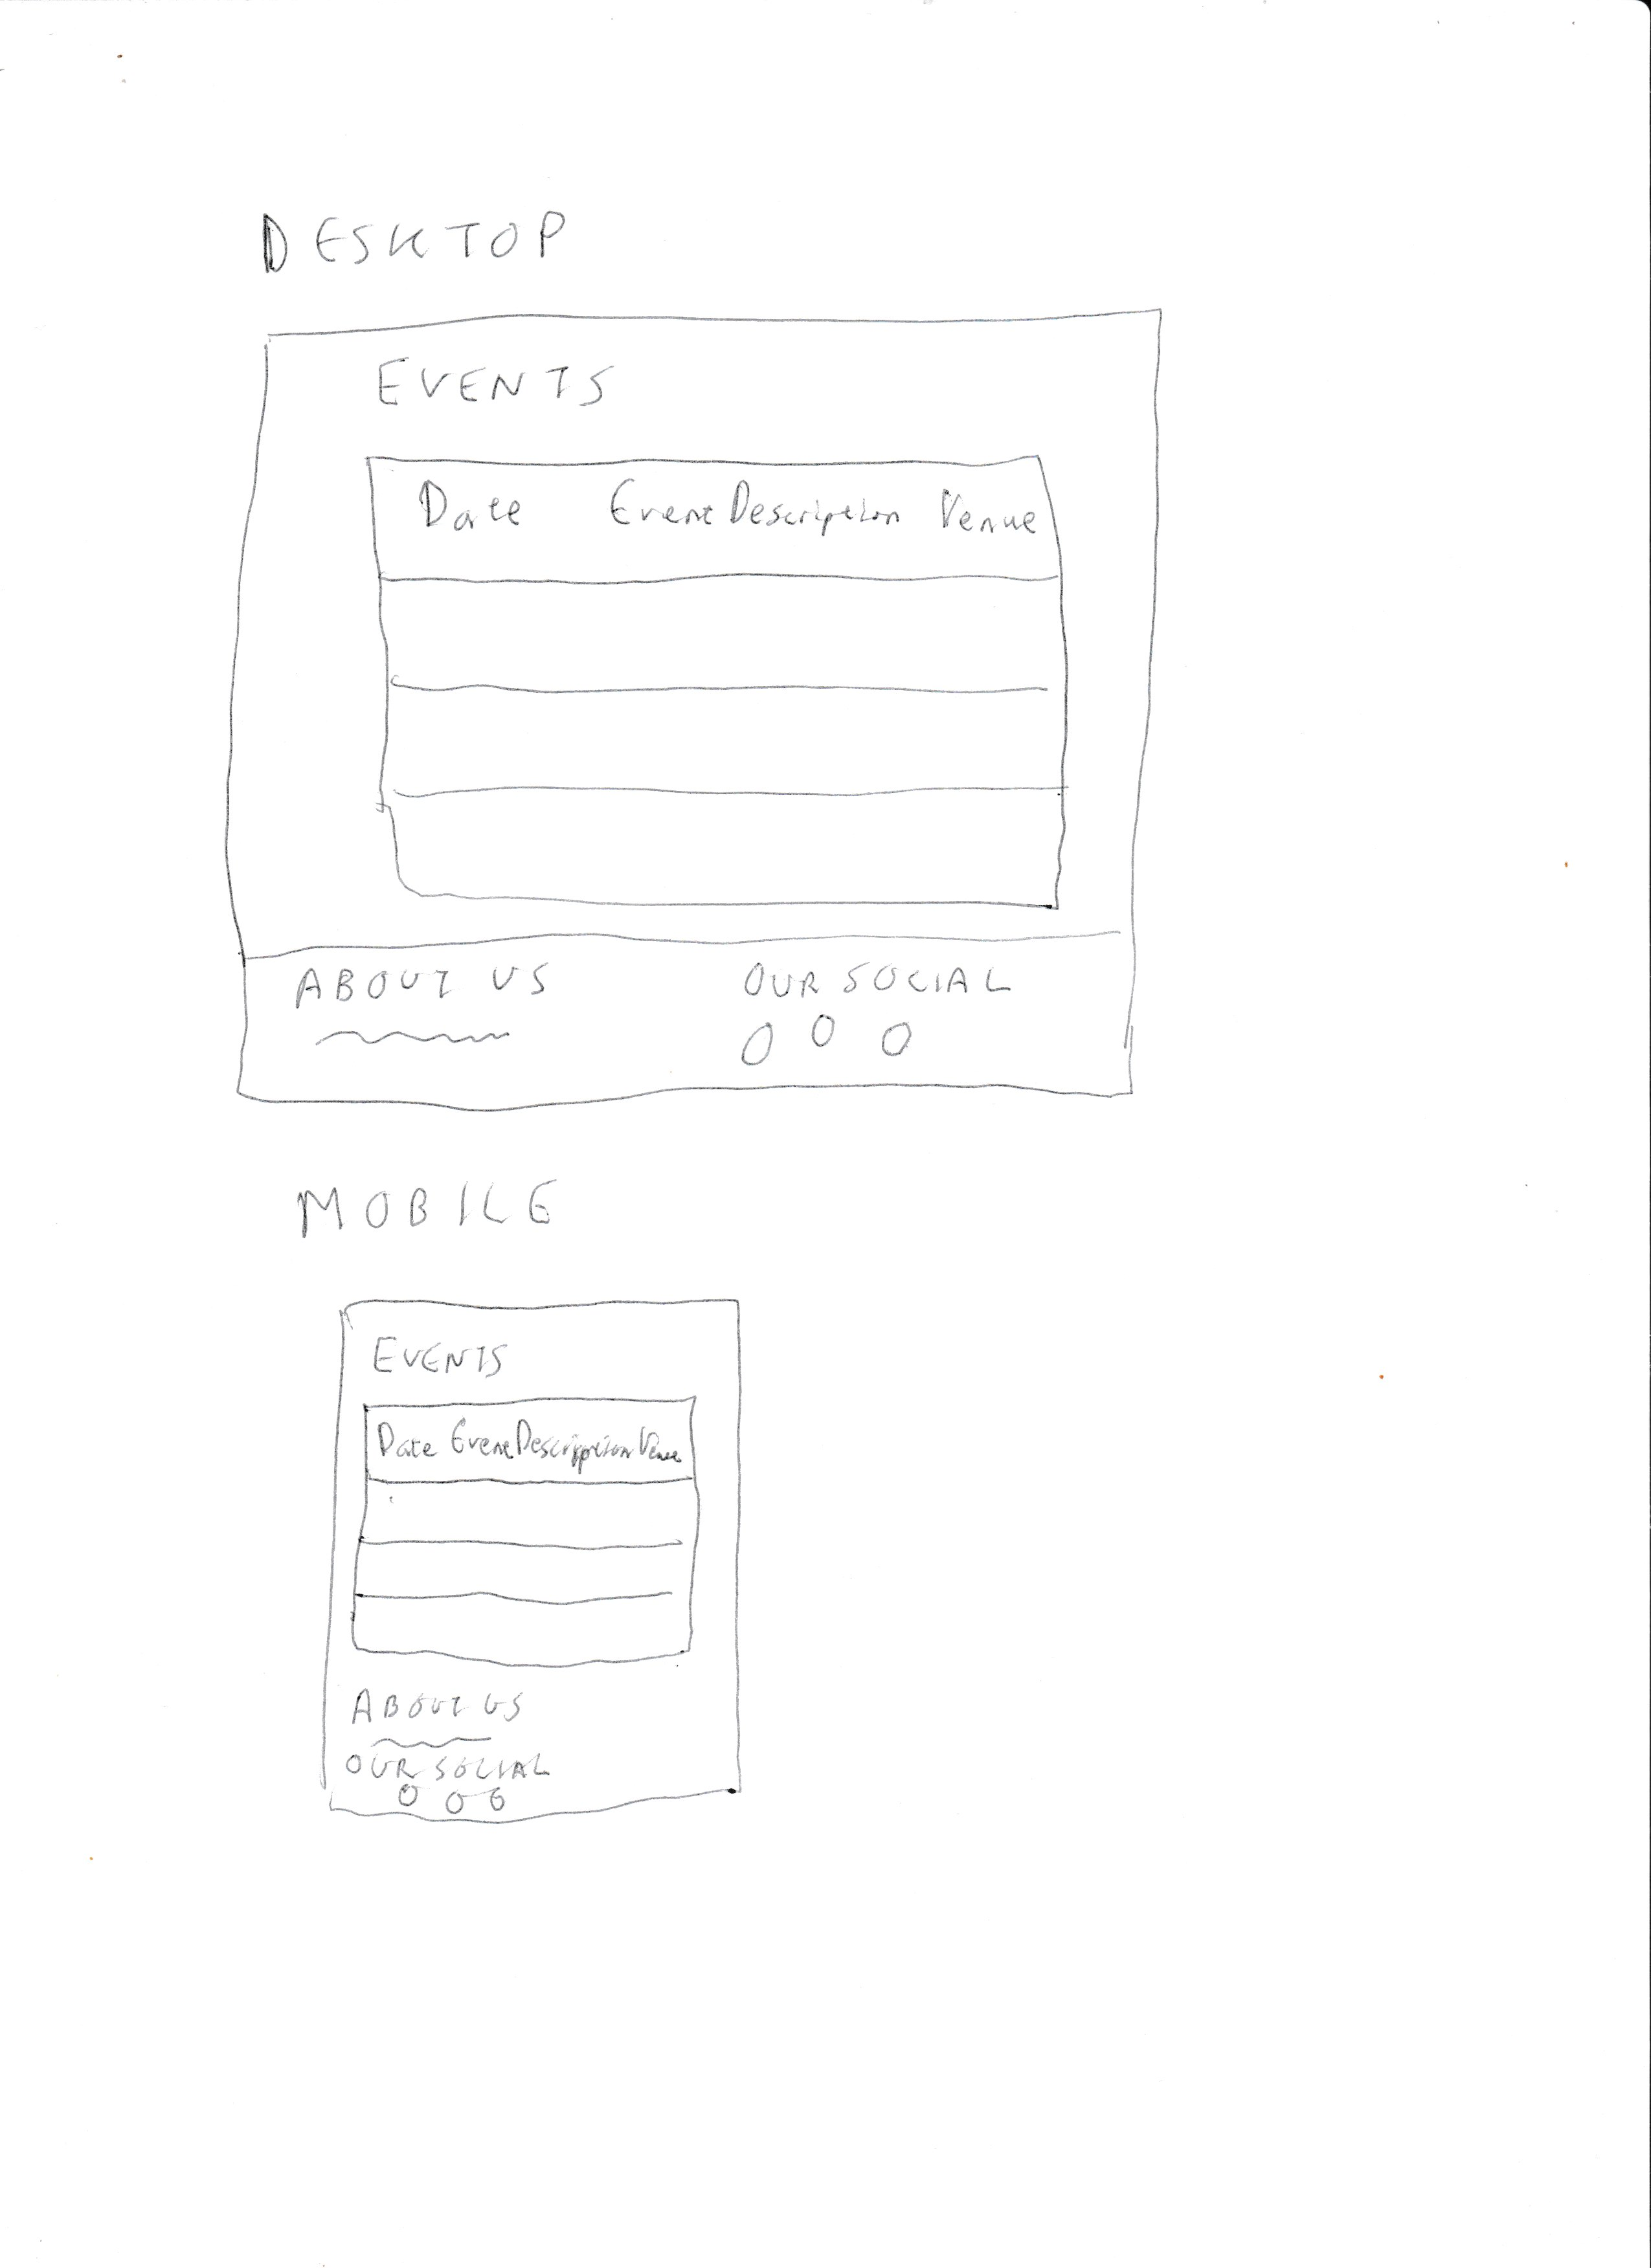 DESKTOP
EVENTS
Date Event Description Venue
ABOUT US OUR SOCIAL
MOBILE
EVENTS
Date Event Description Venue
ABOUT US
OUR SOCIAL